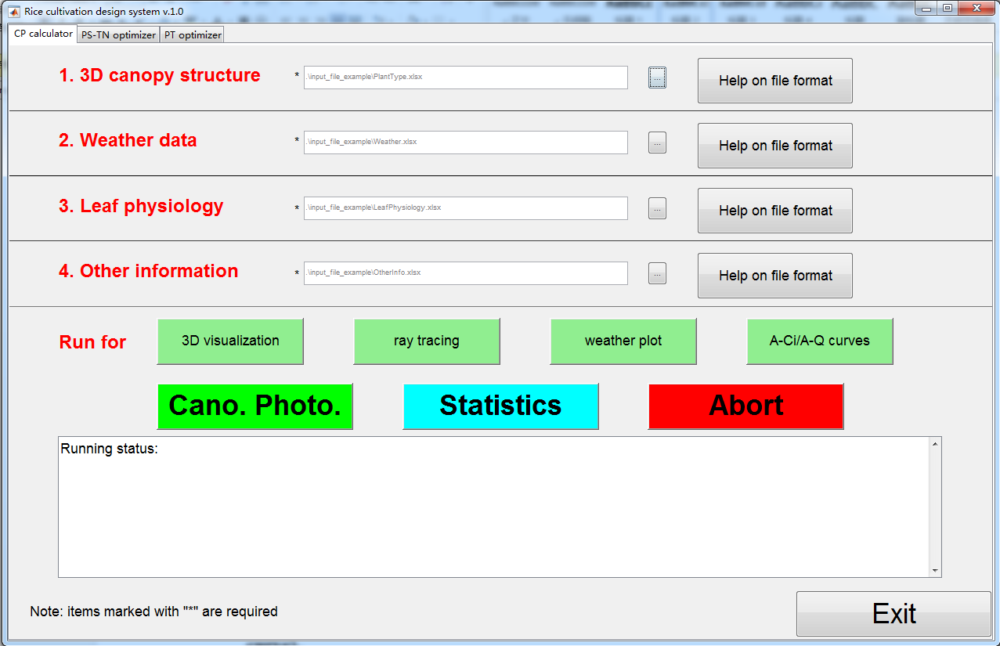 Rice cultivation design system v.1.0
CP calculator PS-TN optimizer PT optimizer
1. 3D canopy structure * .\input_file_example\PlantType.xlsx ... Help on file format
2. Weather data * .\input_file_example\Weather.xlsx ... Help on file format
3. Leaf physiology * .\input_file_example\LeafPhysiology.xlsx ... Help on file format
4. Other information * .\input_file_example\OtherInfo.xlsx ... Help on file format
Run for 3D visualization ray tracing weather plot A-Ci/A-Q curves
Cano. Photo. Statistics Abort
Running status:
Note: items marked with "*" are required
Exit